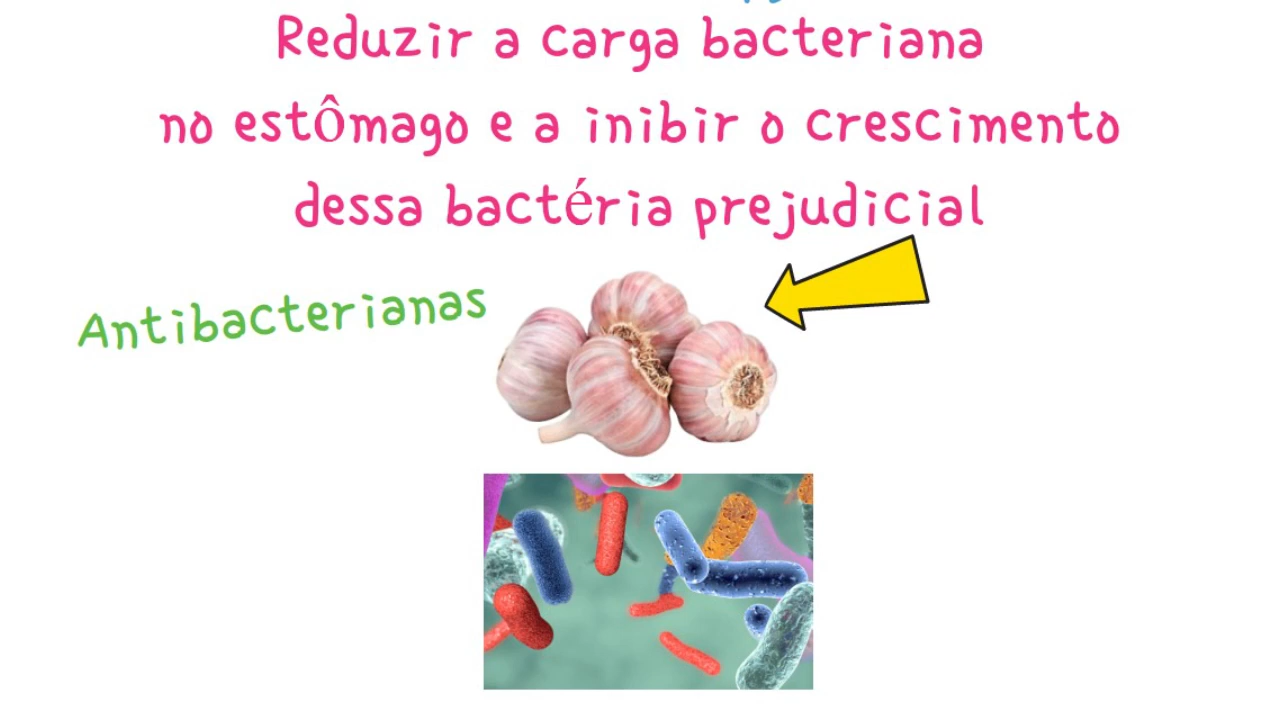 Reduzir a carga bacteriana
no estômago e a inibir o crescimento
dessa bactéria prejudicial
Antibacterianas